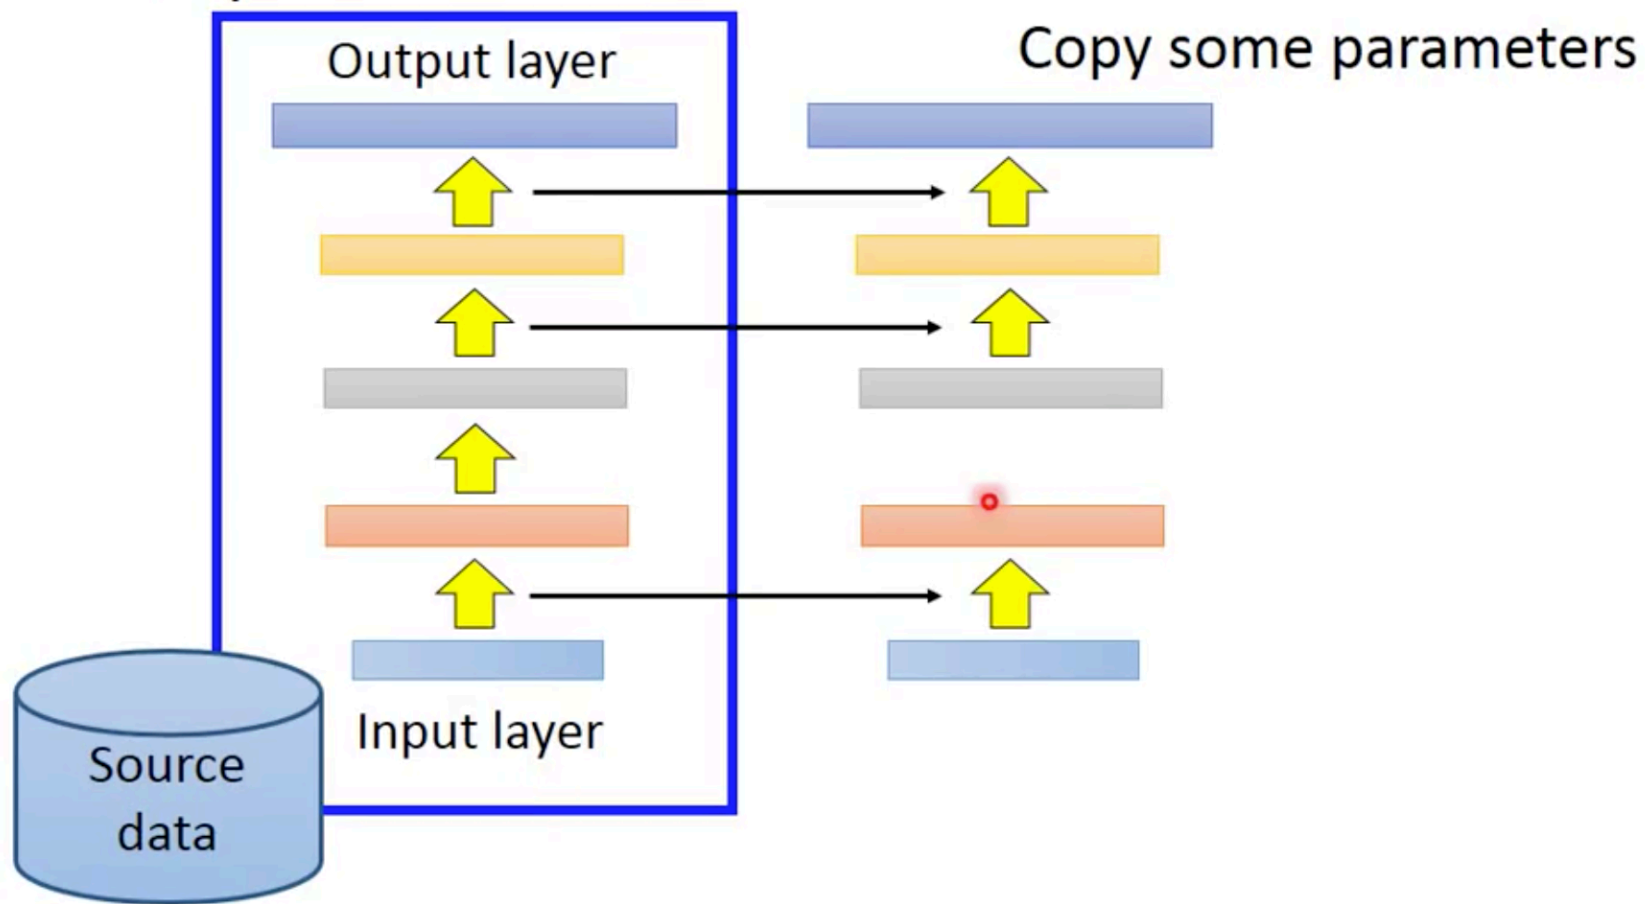 Output layer
Copy some parameters
Input layer
Source
data